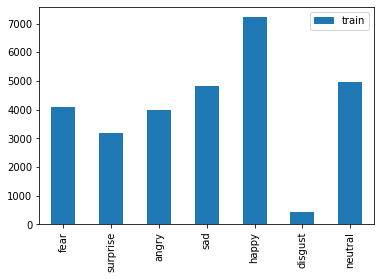 train
7000
6000
5000
4000
3000
2000
1000
0
fear
surprise
angry
sad
happy
disgust
neutral